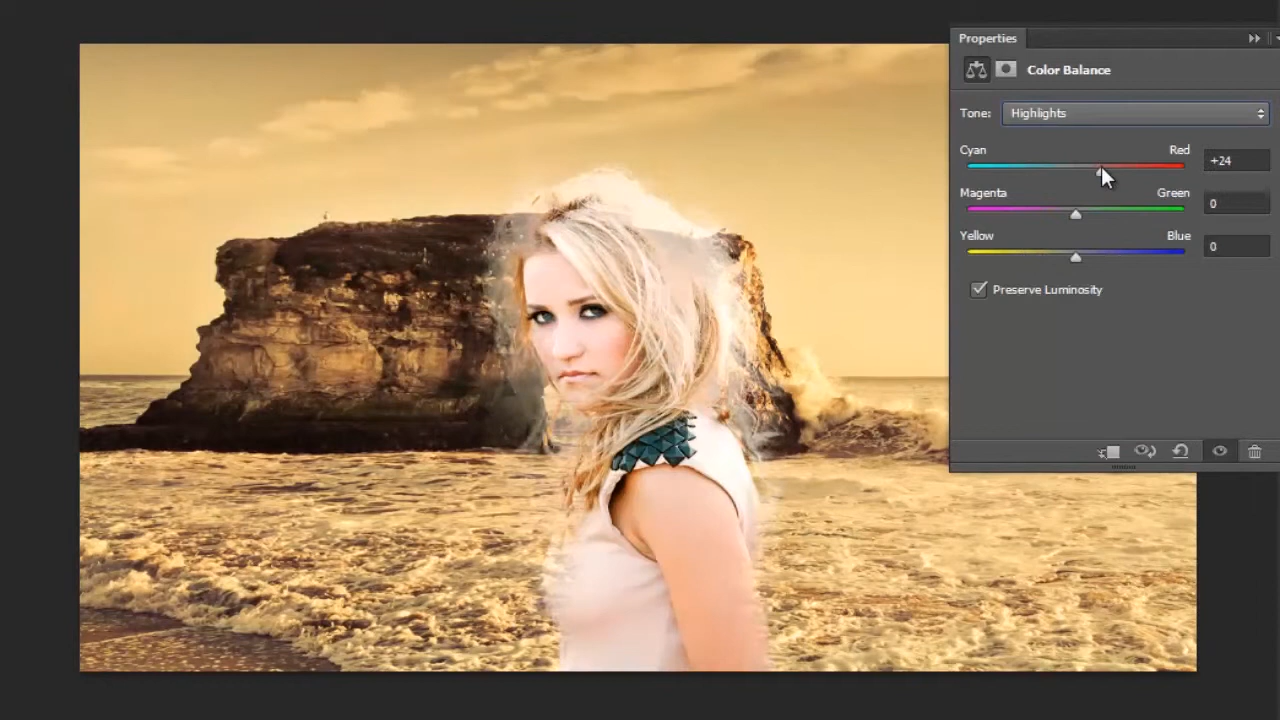 Properties
Color Balance
Tone: Highlights
Cyan Red +24
Magenta Green 0
Yellow Blue 0
Preserve Luminosity